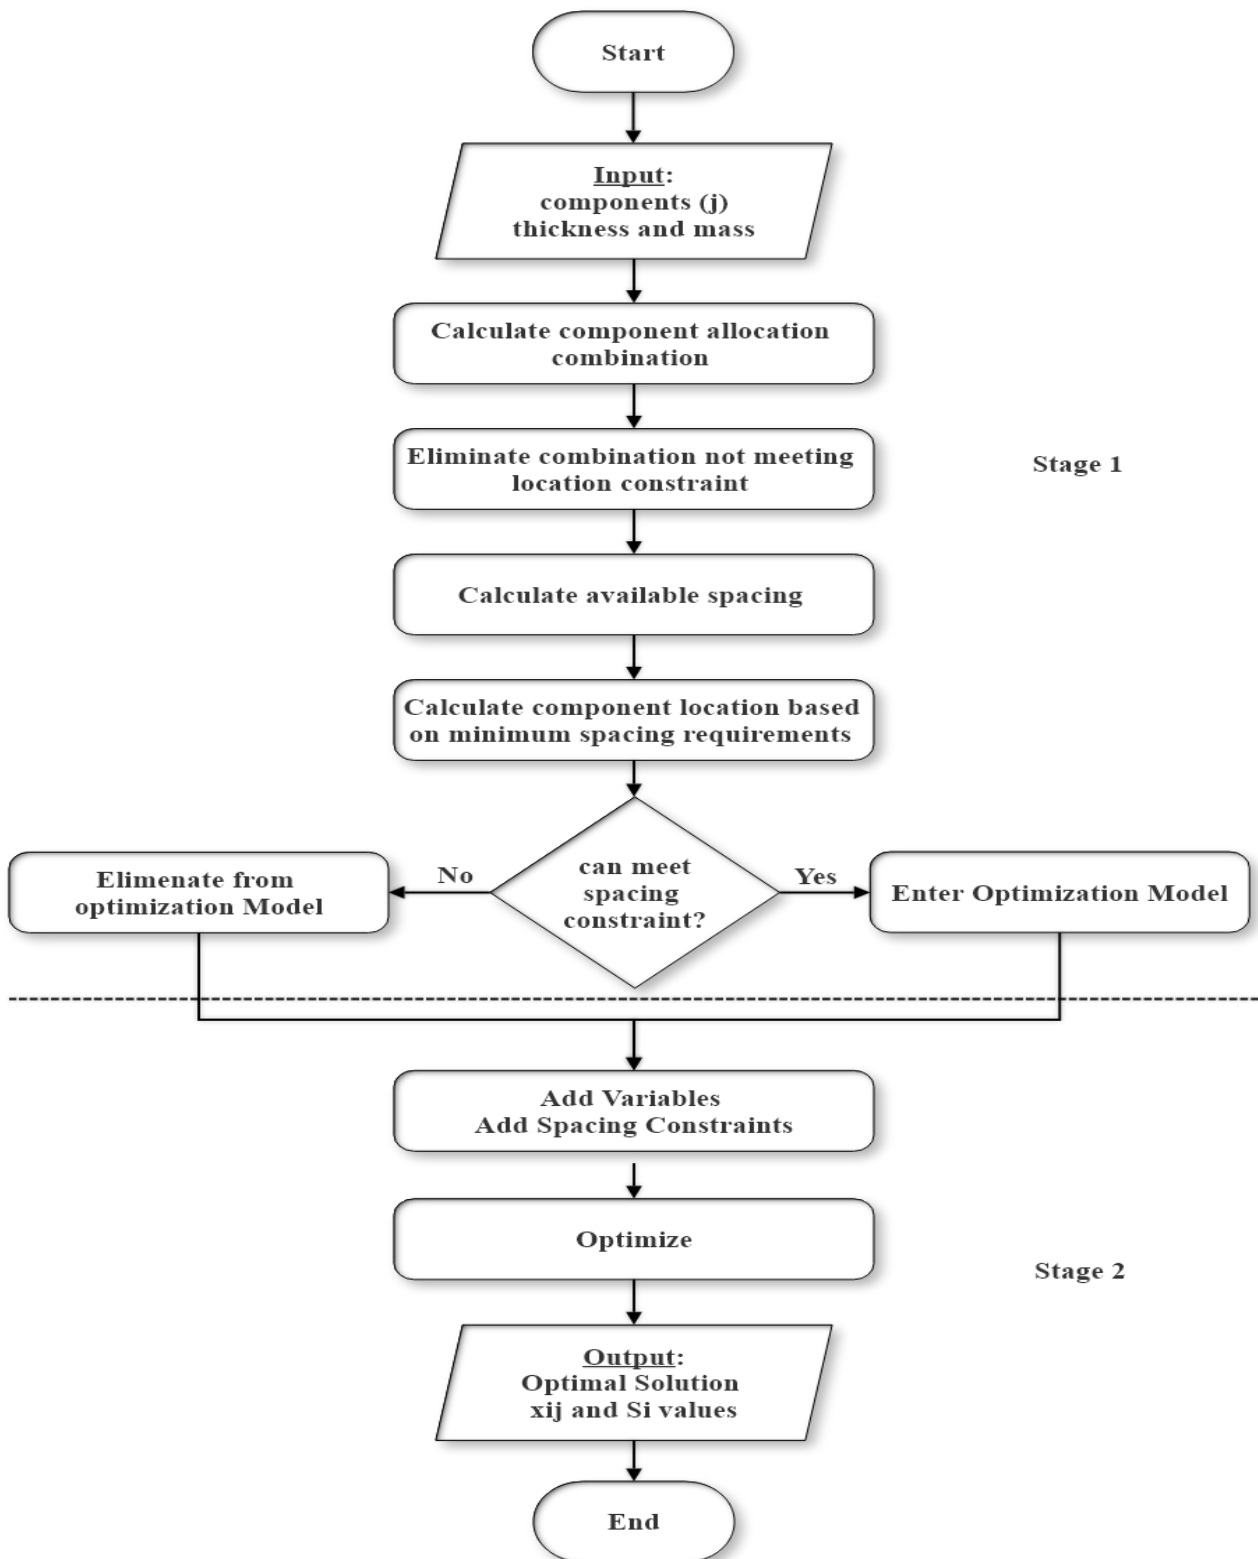 Start
Input:
components (j)
thickness and mass
Calculate component allocation
combination
Eliminate combination not meeting
location constraint
Stage 1
Calculate available spacing
Calculate component location based
on minimum spacing requirements
can meet
spacing
constraint?
No
Yes
Elimenate from
optimization Model
Enter Optimization Model
Add Variables
Add Spacing Constraints
Optimize
Stage 2
Output:
Optimal Solution
xij and Si values
End